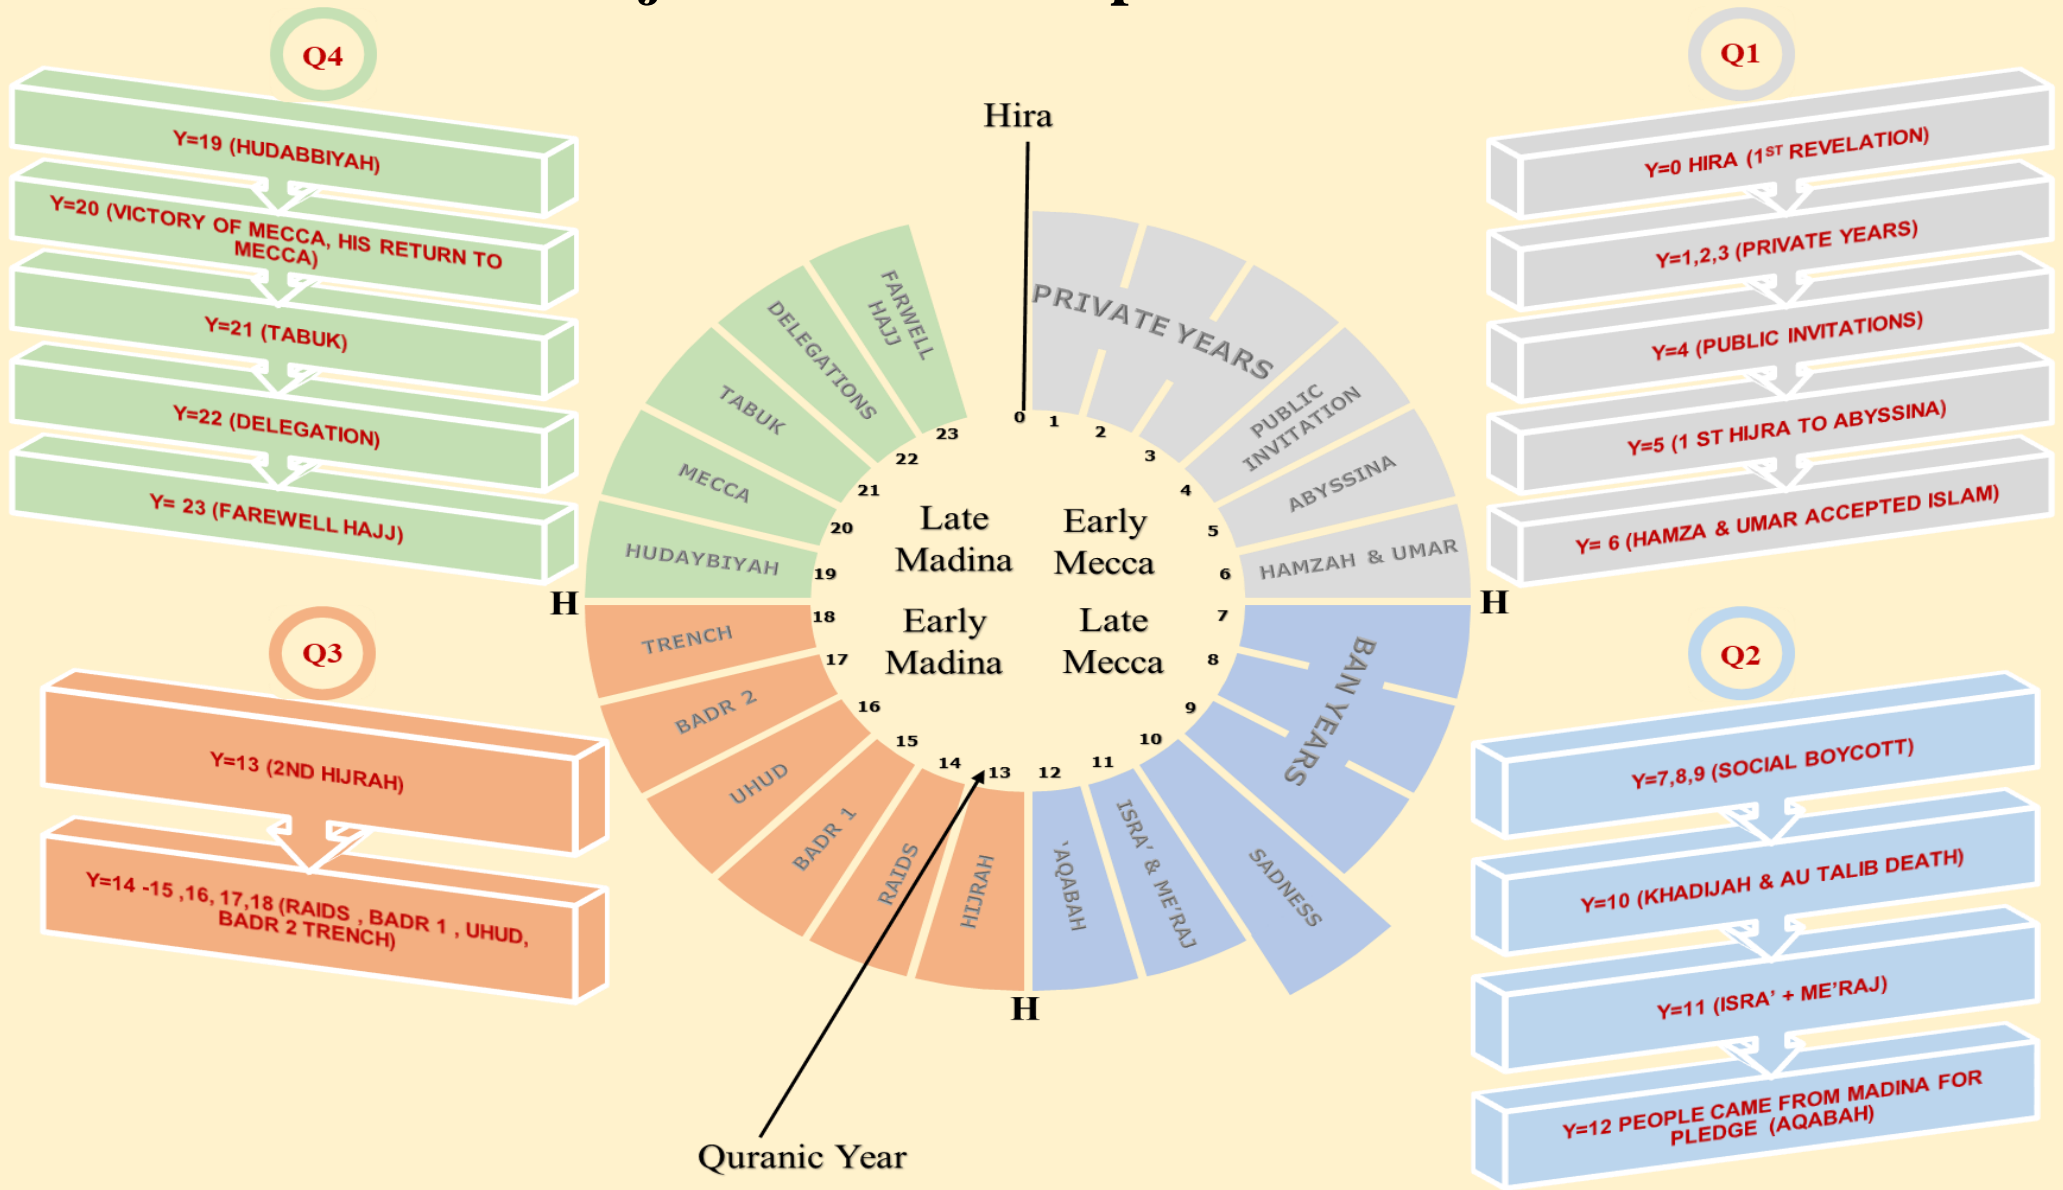 Q4
Y=19 (HUDABBIYAH)
Y=20 (VICTORY OF MECCA, HIS RETURN TO
MECCA)
Y=21 (TABUK)
Y=22 (DELEGATION)
Y= 23 (FAREWELL HAJJ)
Q3
Y=13 (2ND HIJRAH)
Y=14 -15 ,16, 17,18 (RAIDS , BADR 1 , UHUD,
BADR 2 TRENCH)
Hira
PRIVATE YEARS
PUBLIC
INVITATION
ABYSSINA
HAMZAH & UMAR
BAN YEARS
SADNESS
ISRA' & ME'RAJ
'AQABAH
HIJRAH
RAIDS
BADR 1
UHUD
BADR 2
TRENCH
HUDAYBIYAH
MECCA
TABUK
DELEGATIONS
FARWELL
HAJJ
0
1
2
3
4
5
6
7
8
9
10
11
12
13
14
15
16
17
18
19
20
21
22
23
Late
Madina
Early
Mecca
Early
Madina
Late
Mecca
H
H
H
Quranic Year
Q1
Y=0 HIRA (1ST REVELATION)
Y=1,2,3 (PRIVATE YEARS)
Y=4 (PUBLIC INVITATIONS)
Y=5 (1 ST HIJRA TO ABYSSINA)
Y= 6 (HAMZA & UMAR ACCEPTED ISLAM)
Q2
Y=7,8,9 (SOCIAL BOYCOTT)
Y=10 (KHADIJAH & AU TALIB DEATH)
Y=11 (ISRA' + ME'RAJ)
Y=12 PEOPLE CAME FROM MADINA FOR
PLEDGE (AQABAH)